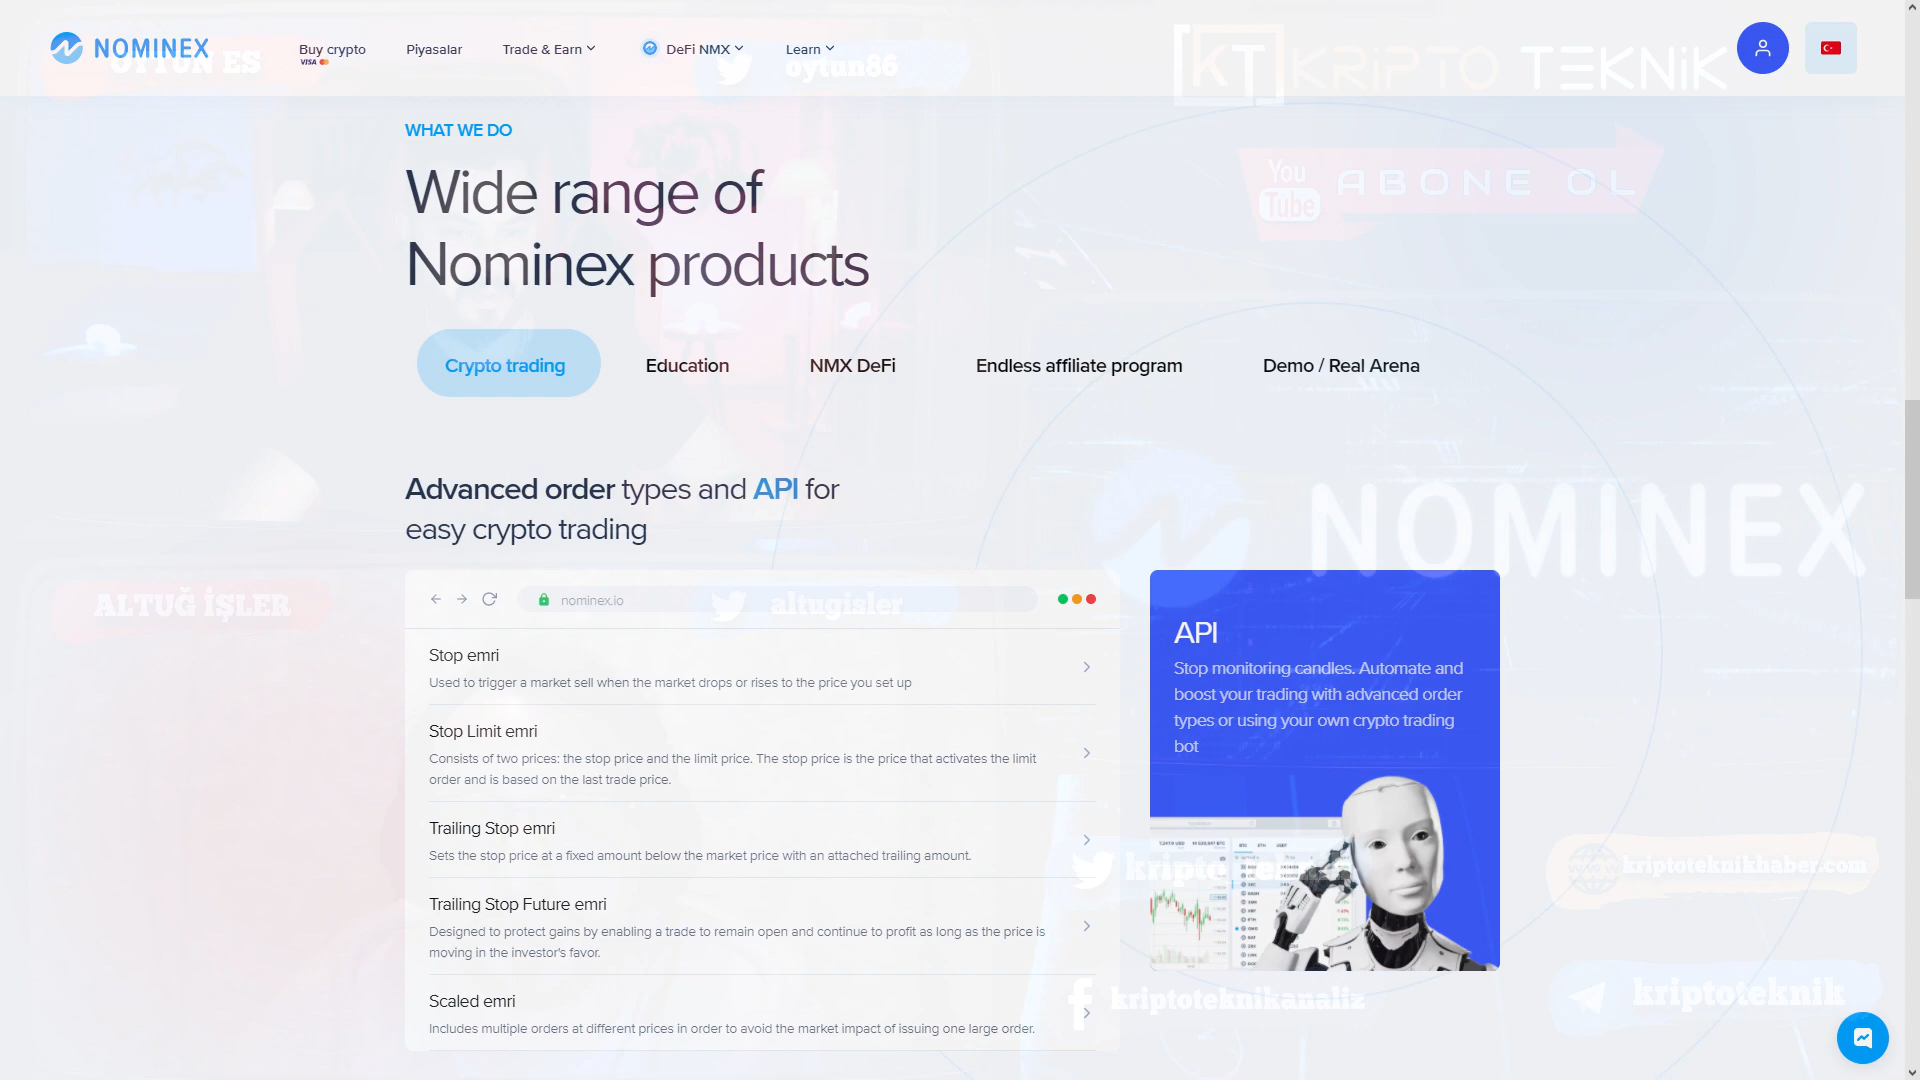 NOMINEX
OYTUN ES
Buy crypto
VISA
Piyasalar
Trade & Earn
DeFi NMX
Learn
oytun86
KT KRİPTO TEKNİK
WHAT WE DO
Wide range of
Nominex products
You
Tube
ABONE OL
Crypto trading
Education
NMX DeFi
Endless affiliate program
Demo / Real Arena
Advanced order types and API for
easy crypto trading
NOMINEX
ALTUĞ İŞLER
nominex.io
altugisler
Stop emri
Used to trigger a market sell when the market drops or rises to the price you set up
Stop Limit emri
Consists of two prices: the stop price and the limit price. The stop price is the price that activates the limit
order and is based on the last trade price.
Trailing Stop emri
Sets the stop price at a fixed amount below the market price with an attached trailing amount.
Trailing Stop Future emri
Designed to protect gains by enabling a trade to remain open and continue to profit as long as the price is
moving in the investor's favor.
Scaled emri
Includes multiple orders at different prices in order to avoid the market impact of issuing one large order.
API
Stop monitoring candles. Automate and
boost your trading with advanced order
types or using your own crypto trading
bot
kriptoteknikhaber.com
kriptoteknikanaliz
kriptoteknik